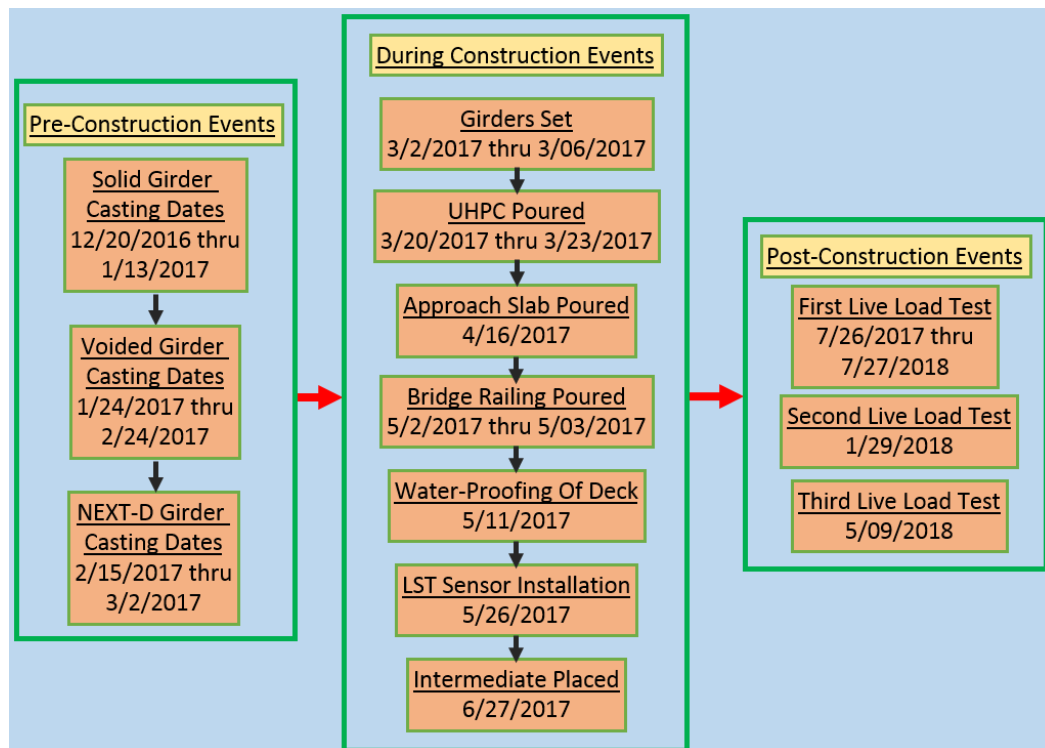 Pre-Construction Events
Solid Girder
Casting Dates
12/20/2016 thru
1/13/2017
Voided Girder
Casting Dates
1/24/2017 thru
2/24/2017
NEXT-D Girder
Casting Dates
2/15/2017 thru
3/2/2017
During Construction Events
Girders Set
3/2/2017 thru 3/06/2017
UHPC Poured
3/20/2017 thru 3/23/2017
Approach Slab Poured
4/16/2017
Bridge Railing Poured
5/2/2017 thru 5/03/2017
Water-Proofing Of Deck
5/11/2017
LST Sensor Installation
5/26/2017
Intermediate Placed
6/27/2017
Post-Construction Events
First Live Load Test
7/26/2017 thru
7/27/2018
Second Live Load Test
1/29/2018
Third Live Load Test
5/09/2018